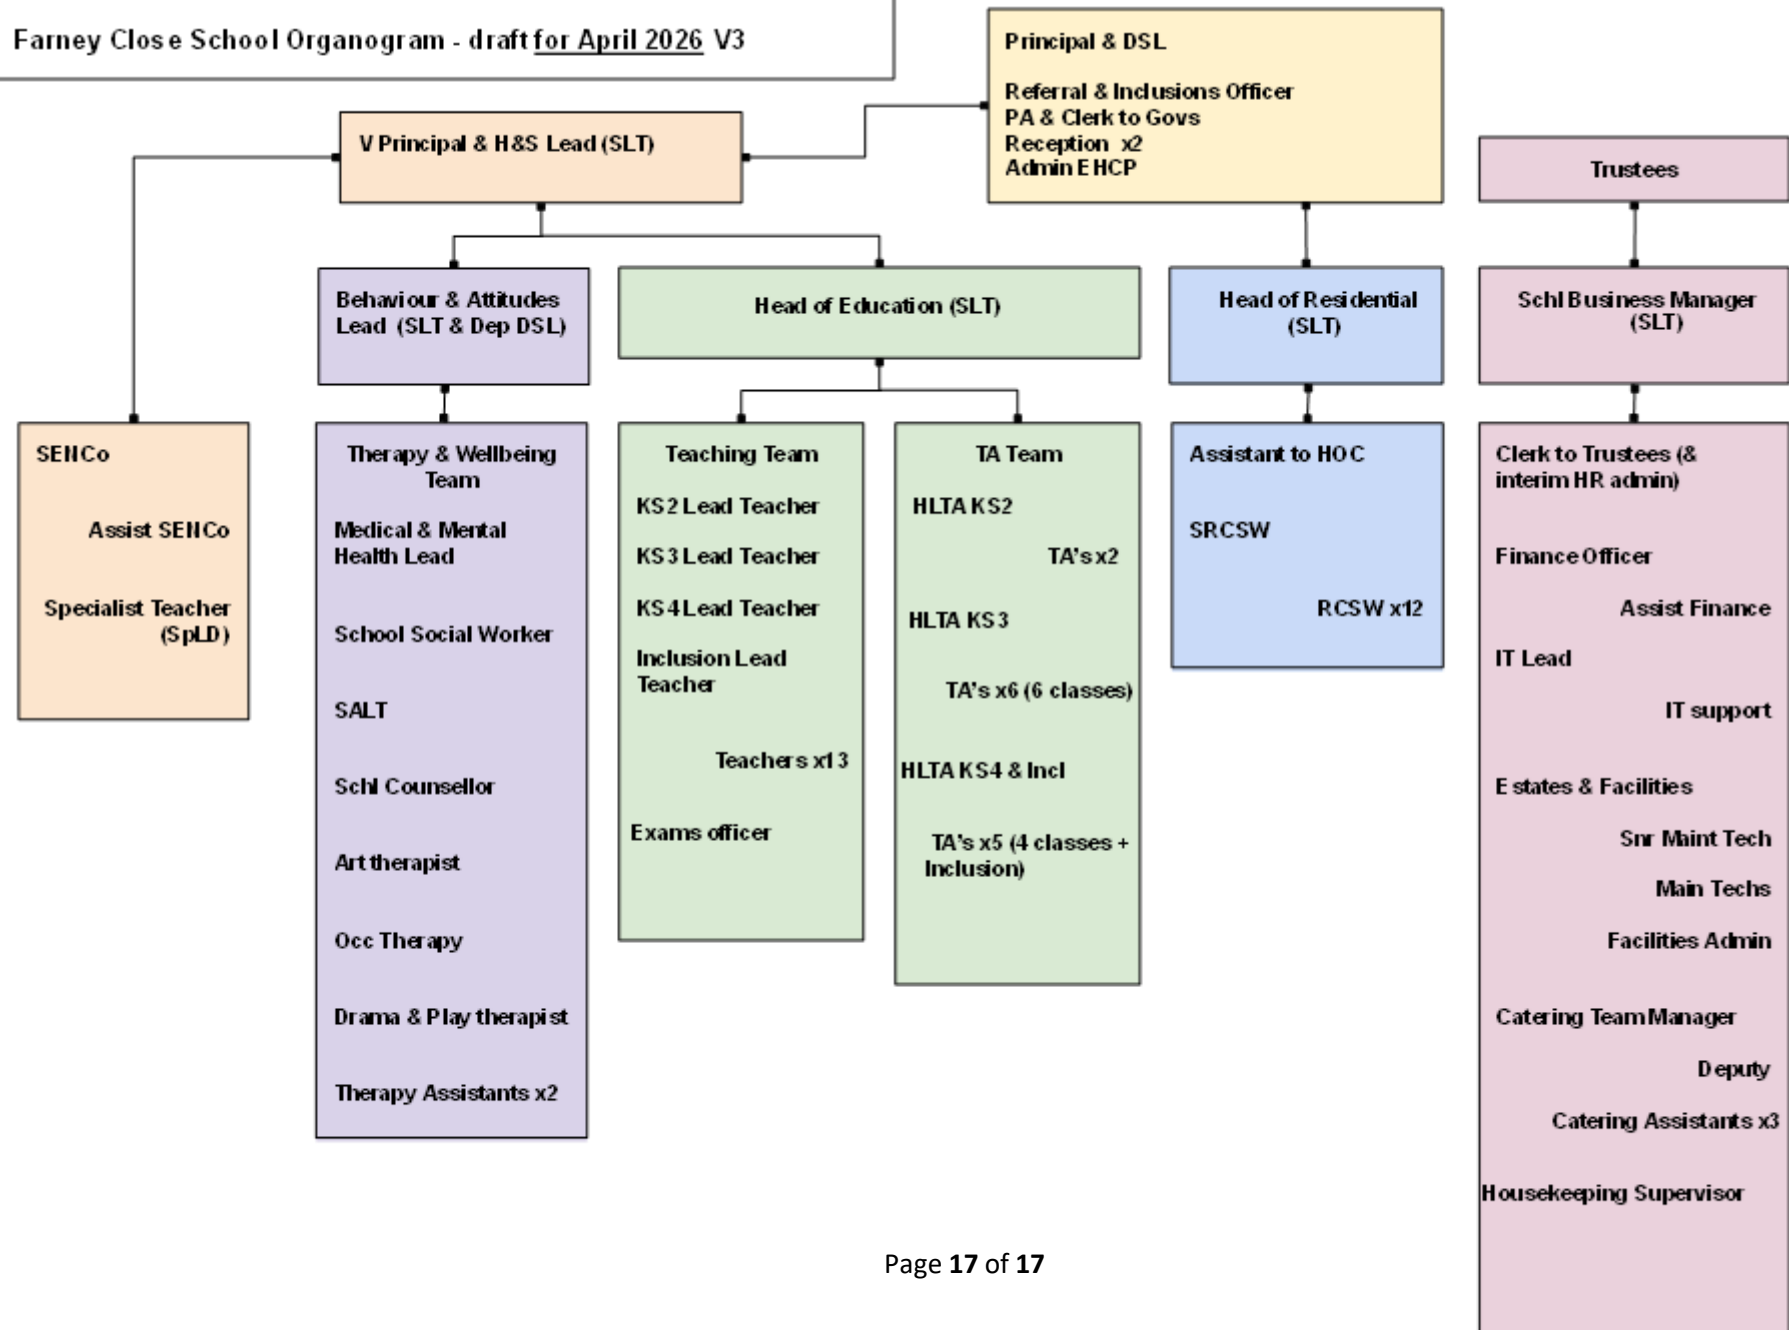 Farney Close School Organogram - draft for April 2026 V3
Principal & DSL
Referral & Inclusions Officer
PA & Clerk to Govs
Reception x2
Admin EHCP
V Principal & H&S Lead (SLT)
Trustees
Behaviour & Attitudes
Lead (SLT & Dep DSL)
Head of Education (SLT)
Head of Residential
(SLT)
Schl Business Manager
(SLT)
SENCo
Assist SENCo
Specialist Teacher
(SpLD)
Therapy & Wellbeing
Team
Medical & Mental
Health Lead
School Social Worker
SALT
Schl Counsellor
Art therapist
Occ Therapy
Drama & Play therapist
Therapy Assistants x2
Teaching Team
KS2 Lead Teacher
KS3 Lead Teacher
KS4 Lead Teacher
Inclusion Lead
Teacher
Teachers x13
Exams officer
TA Team
HLTA KS2
TA's x2
HLTA KS3
TA's x6 (6 classes)
HLTA KS4 & Incl
TA's x5 (4 classes +
Inclusion)
Assistant to HOC
SRCSW
RCSW x12
Clerk to Trustees (&
interim HR admin)
Finance Officer
Assist Finance
IT Lead
IT support
Estates & Facilities
Snr Maint Tech
Main Techs
Facilities Admin
Catering Team Manager
Deputy
Catering Assistants x3
Housekeeping Supervisor
Page 17 of 17